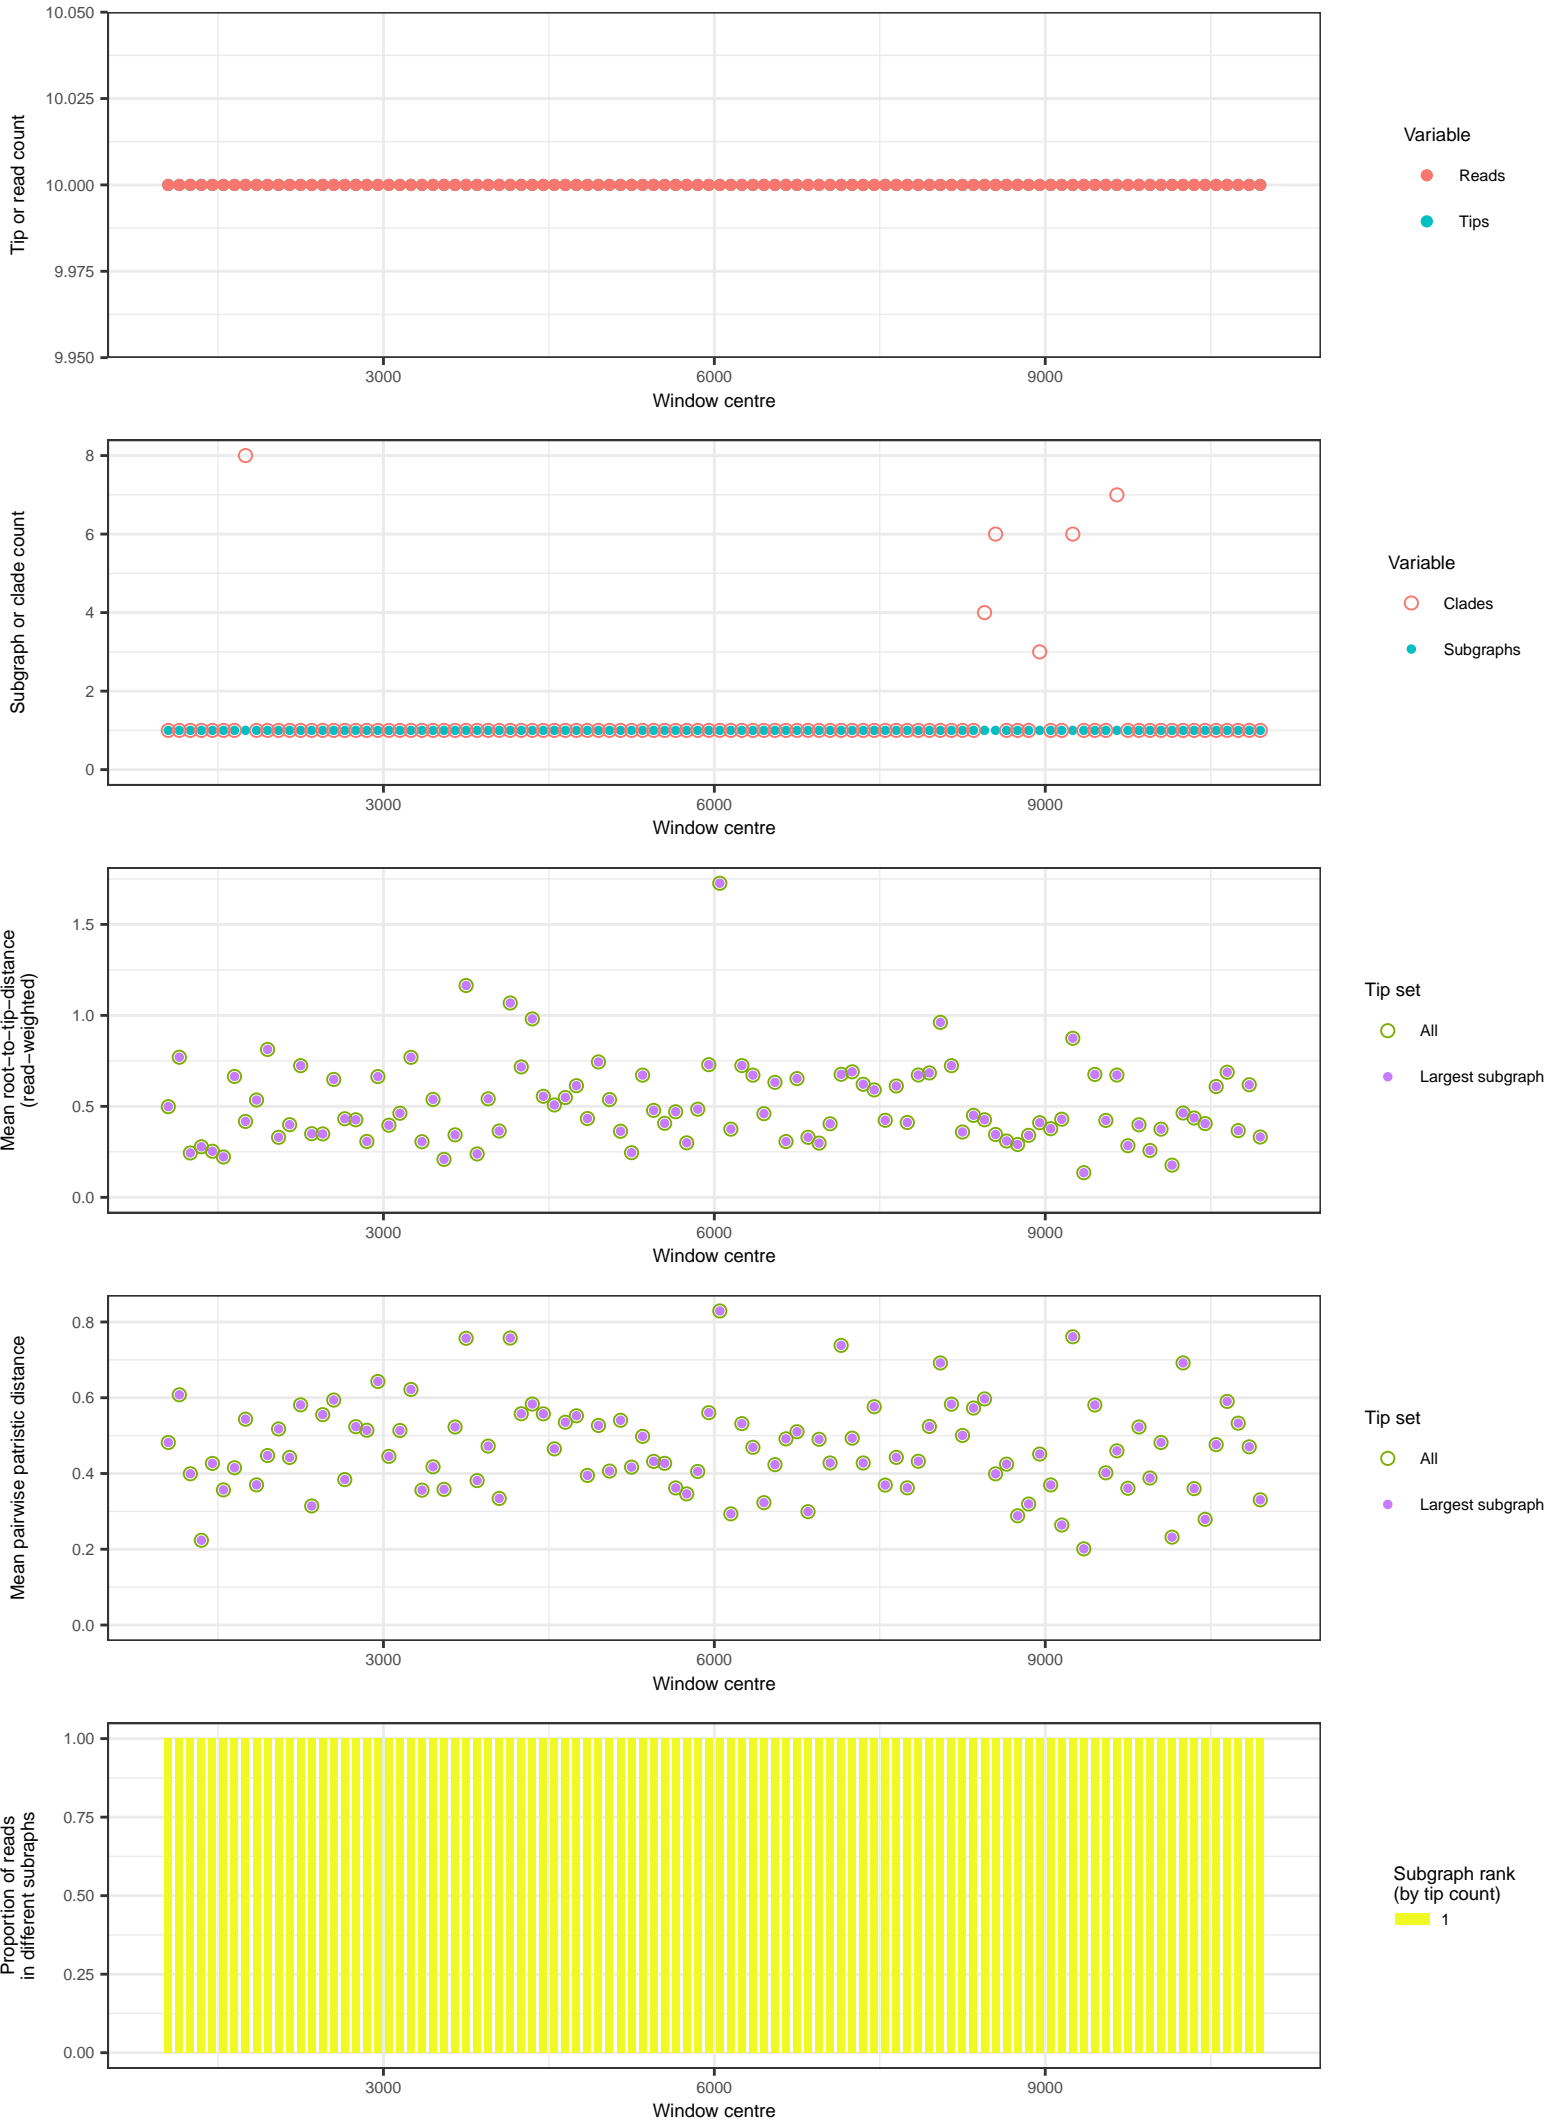 10.050
10.025
10.000
9.975
9.950
Tip or read count
3000
6000
9000
Window centre
Variable
Reads
Tips
8
6
4
2
0
Subgraph or clade count
3000
6000
9000
Window centre
Variable
Clades
Subgraphs
1.5
1.0
0.5
0.0
Mean root−to−tip−distance
(read−weighted)
3000
6000
9000
Window centre
Tip set
All
Largest subgraph
0.8
0.6
0.4
0.2
0.0
Mean pairwise patristic distance
3000
6000
9000
Window centre
Tip set
All
Largest subgraph
1.00
0.75
0.50
0.25
0.00
Proportion of reads
in different subraphs
3000
6000
9000
Window centre
Subgraph rank
(by tip count)
1